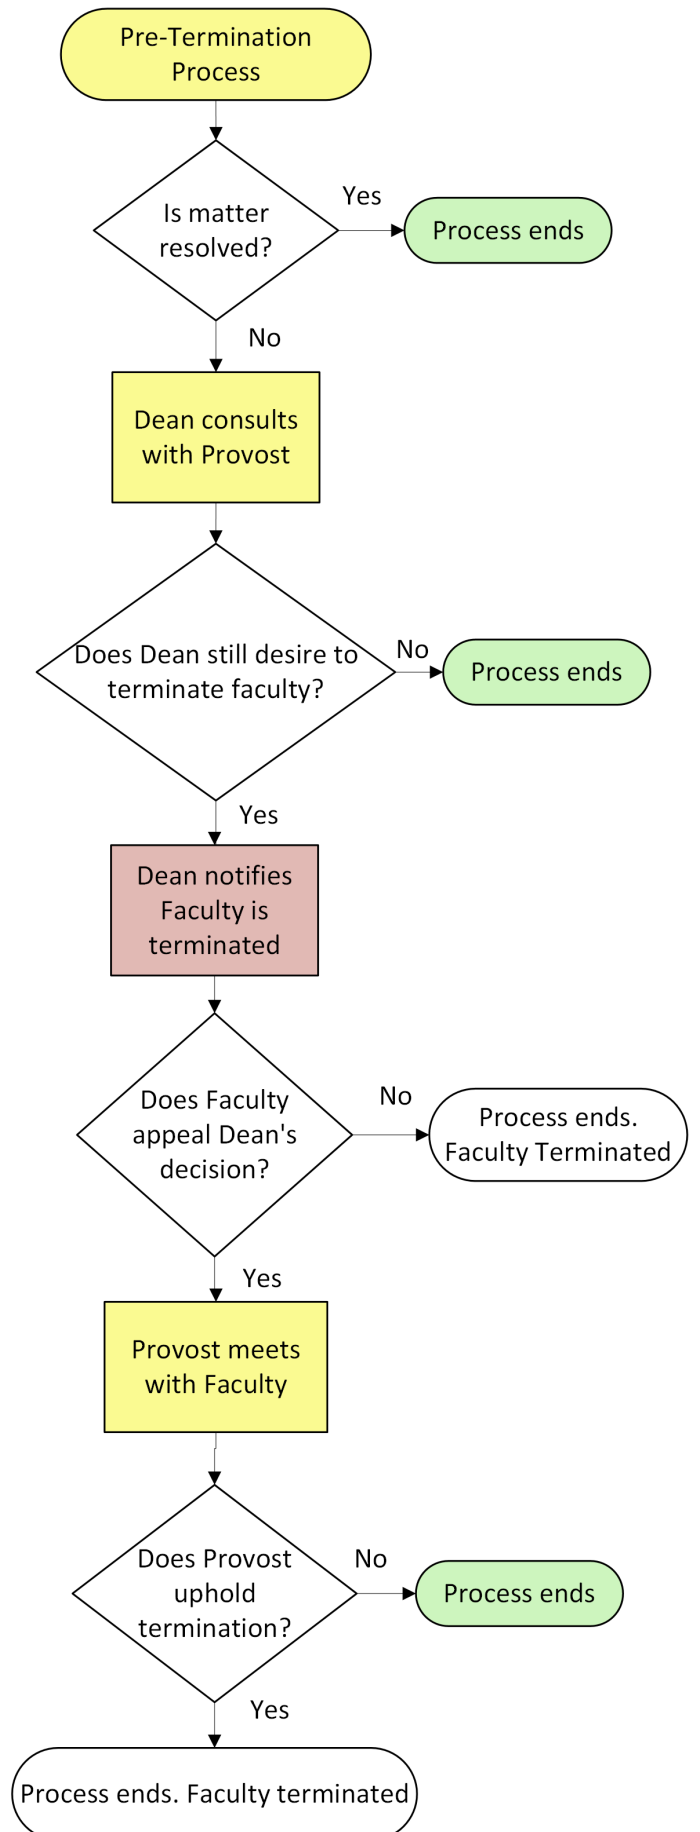 Pre-Termination
Process
Is matter
resolved?
Yes
Process ends
No
Dean consults
with Provost
Does Dean still desire to
terminate faculty?
No
Process ends
Yes
Dean notifies
Faculty is
terminated
Does Faculty
appeal Dean's
decision?
No
Process ends.
Faculty Terminated
Yes
Provost meets
with Faculty
Does Provost
uphold
termination?
No
Process ends
Yes
Process ends. Faculty terminated